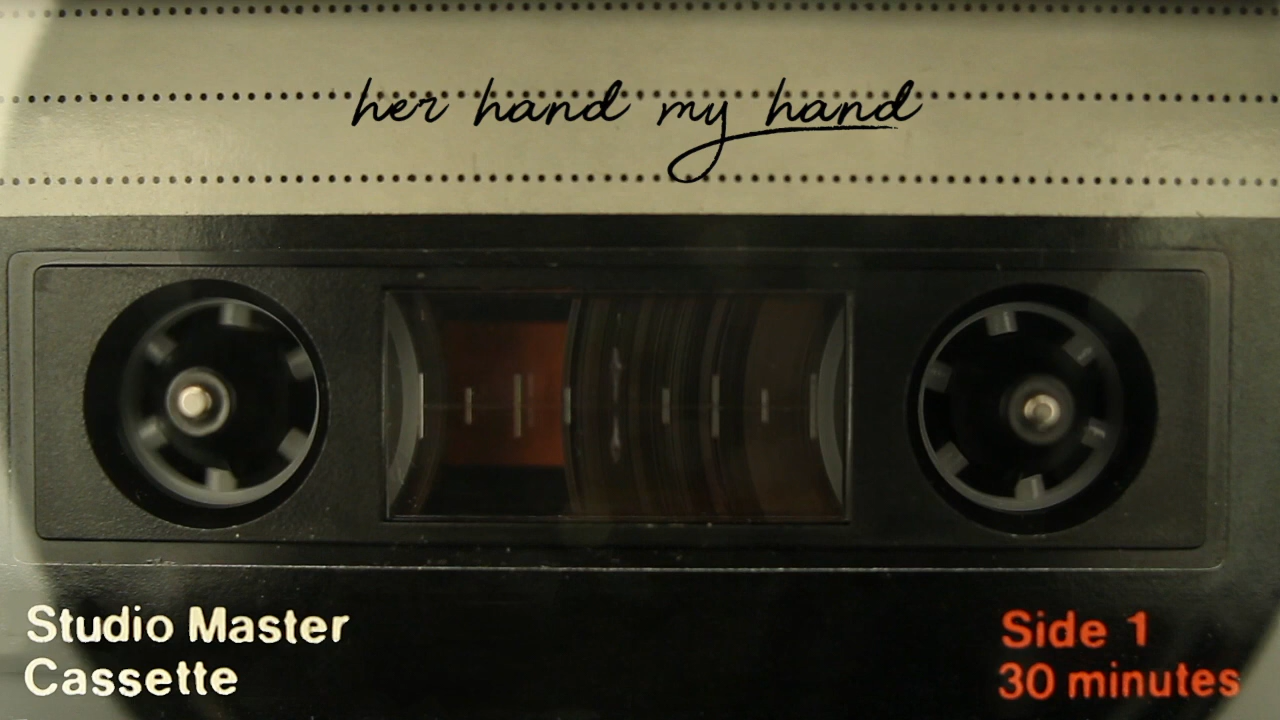 her hand my hand
Studio Master
Cassette
Side 1
30 minutes